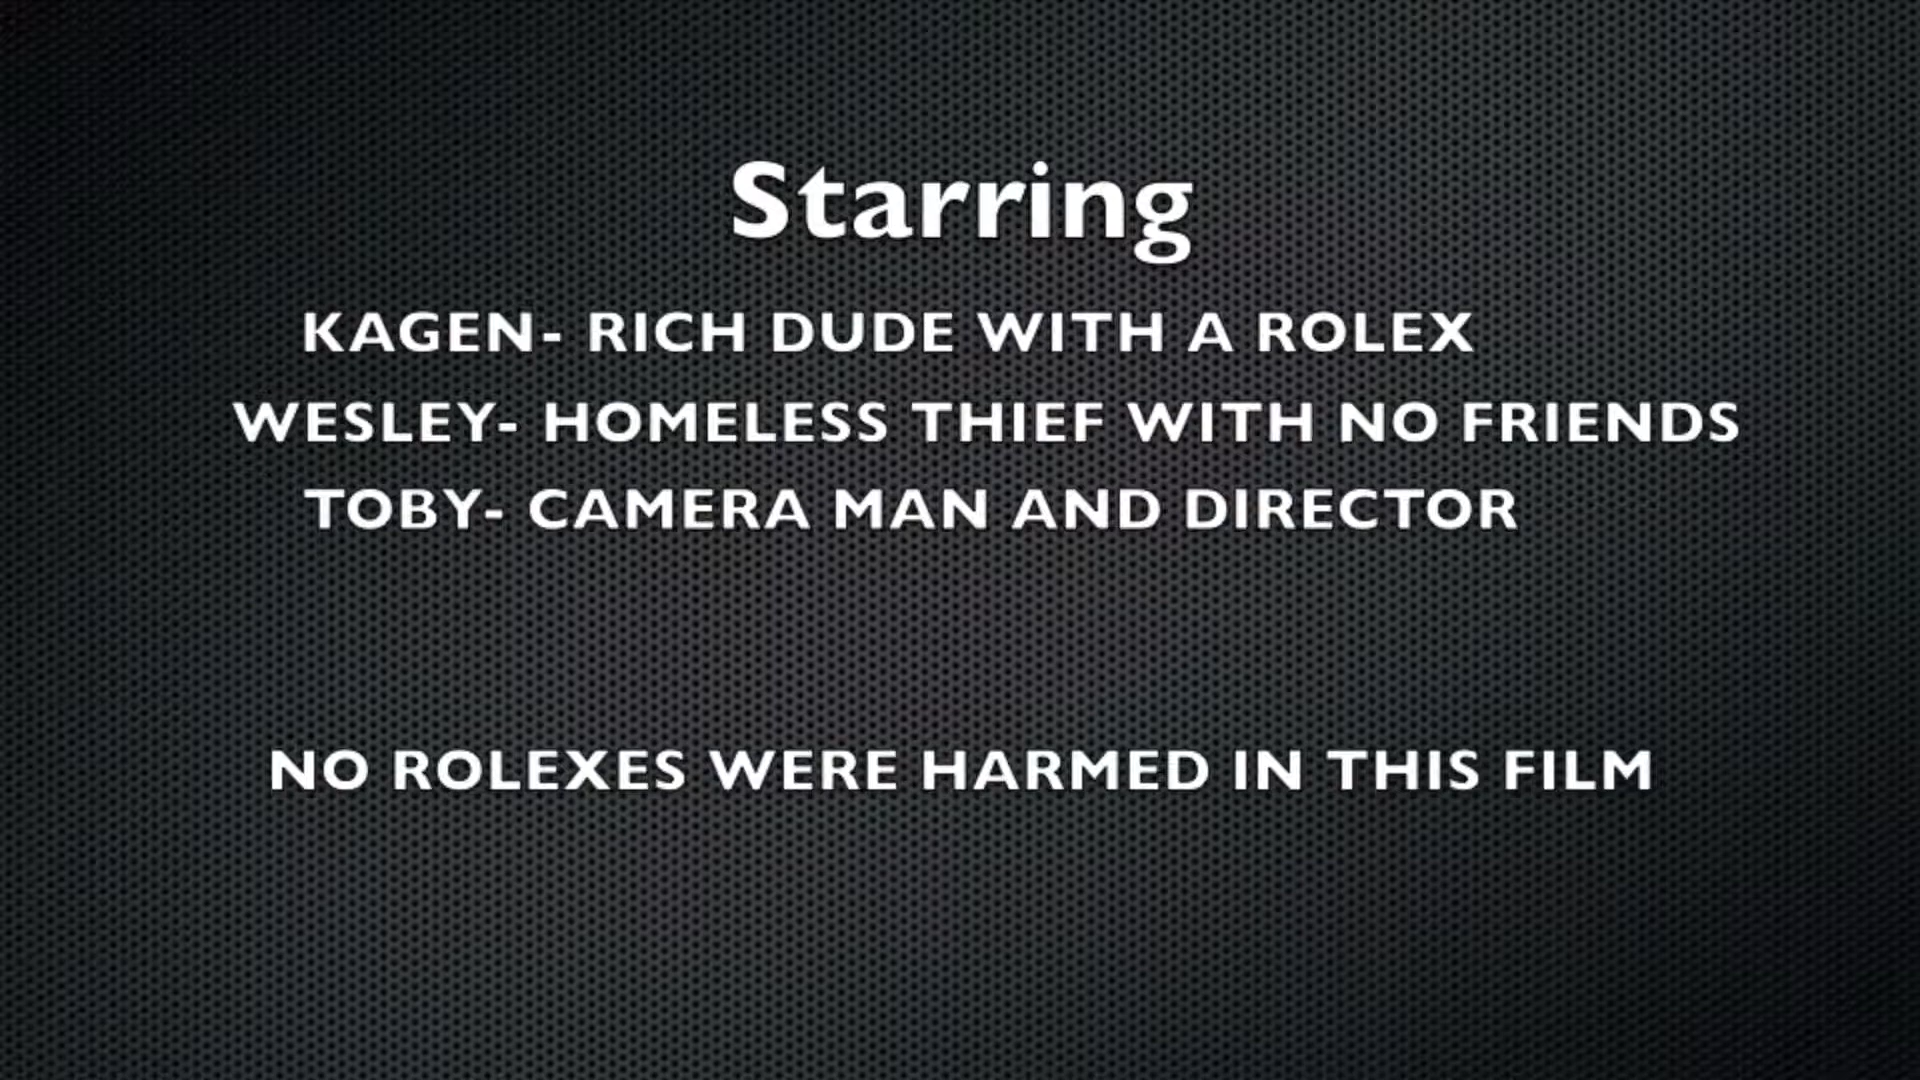 Starring
KAGEN- RICH DUDE WITH A ROLEX
WESLEY- HOMELESS THIEF WITH NO FRIENDS
TOBY- CAMERA MAN AND DIRECTOR
NO ROLEXES WERE HARMED IN THIS FILM